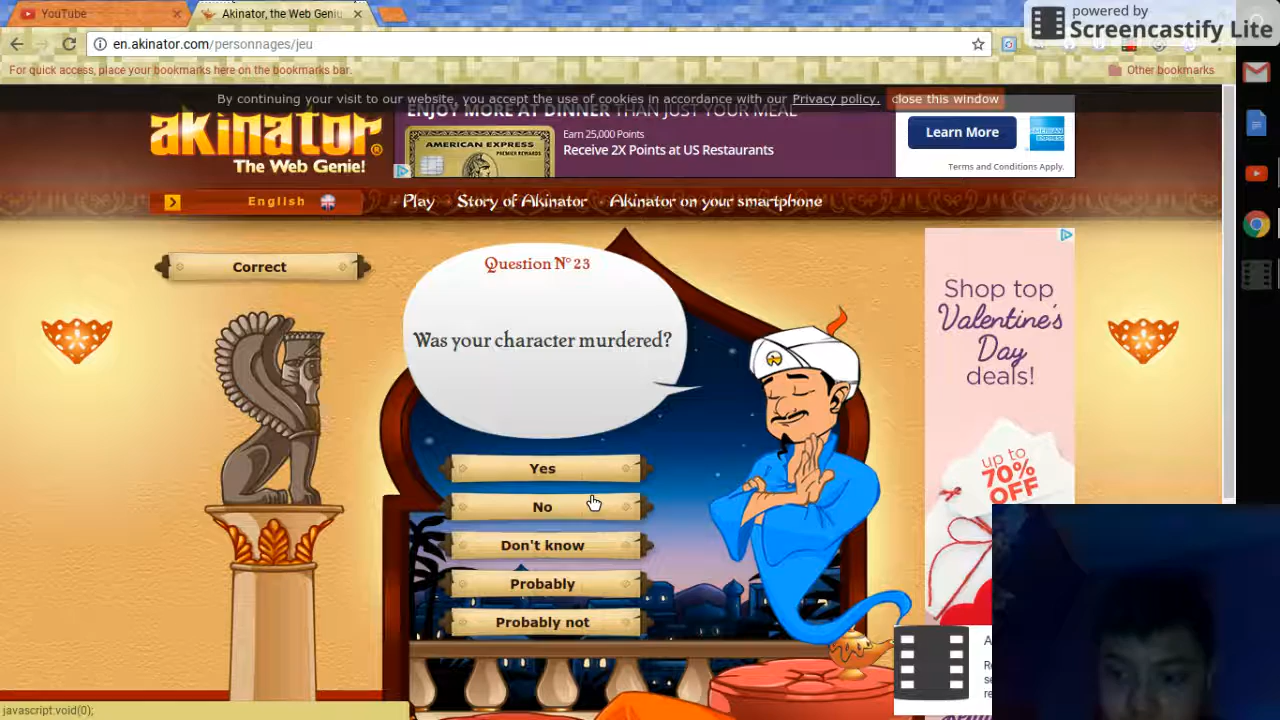 YouTube
Akinator, the Web Geniu
powered by
Screencastify Lite
en.akinator.com/personnages/jeu
For quick access, place your bookmarks here on the bookmarks bar.
Other bookmarks
By continuing your visit to our website, you accept the use of cookies in accordance with our Privacy policy. close this window
ENJOY MORE AT DINNER THAN JUST YOUR MEAL
akinator®
The Web Genie!
AMERICAN EXPRESS
Earn 25,000 Points
Receive 2X Points at US Restaurants
Learn More
Terms and Conditions Apply.
English
Play
Story of Akinator
Akinator on your smartphone
Correct
Question N° 23
Was your character murdered?
Yes
No
Don't know
Probably
Probably not
Shop top
Valentine's
Day
deals!
up to
70%
OFF
javascript:void(0);